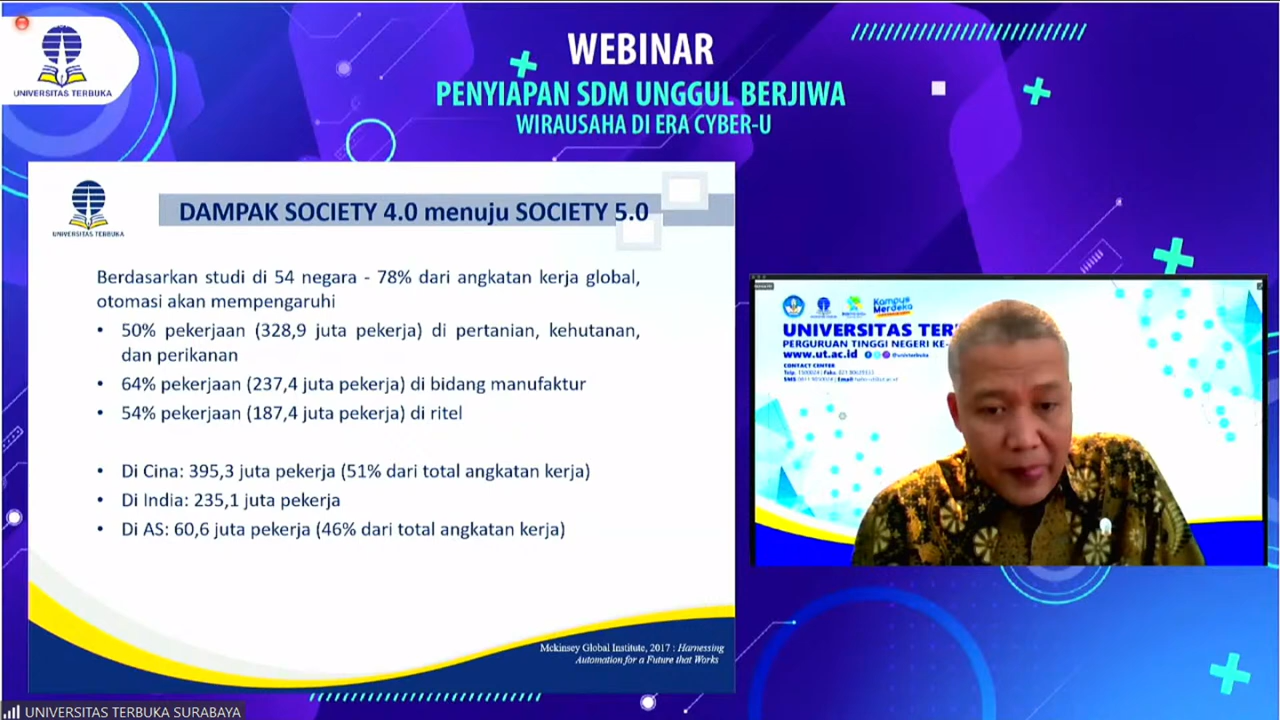 UNIVERSITAS TERBUKA
WEBINAR
PENYIAPAN SDM UNGGUL BERJIWA
WIRAUSAHA DI ERA CYBER-U
UNIVERSITAS TERBUKA
DAMPAK SOCIETY 4.0 menuju SOCIETY 5.0
Berdasarkan studi di 54 negara - 78% dari angkatan kerja global,
otomasi akan mempengaruhi
• 50% pekerjaan (328,9 juta pekerja) di pertanian, kehutanan,
dan perikanan
• 64% pekerjaan (237,4 juta pekerja) di bidang manufaktur
• 54% pekerjaan (187,4 juta pekerja) di ritel
• Di Cina: 395,3 juta pekerja (51% dari total angkatan kerja)
• Di India: 235,1 juta pekerja
• Di AS: 60,6 juta pekerja (46% dari total angkatan kerja)
Mckinsey Global Institute, 2017 : Harnessing
Automation for a Future that Works
Kampus
Merdeka
UNIVERSITAS TER
PERGURUAN TINGGI NEGERI KE-
www.ut.ac.id
CONTACT CENTER
UNIVERSITAS TERBUKA SURABAYA